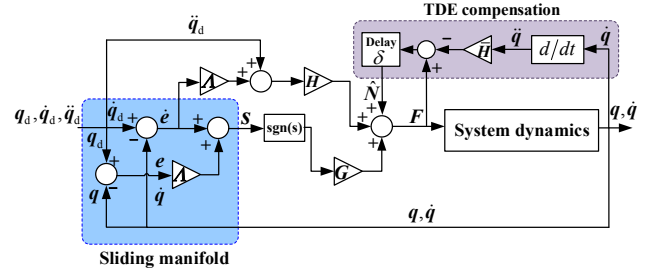 TDE compensation
q̈d
Delay
δ
H̄
q̈
d/dt
q̇
Λ
H
N̂
qd, q̇d, q̈d
q̇d
ė
s
sgn(s)
F
System dynamics
q, q̇
qd
e
q
q̇
Λ
G
q, q̇
Sliding manifold